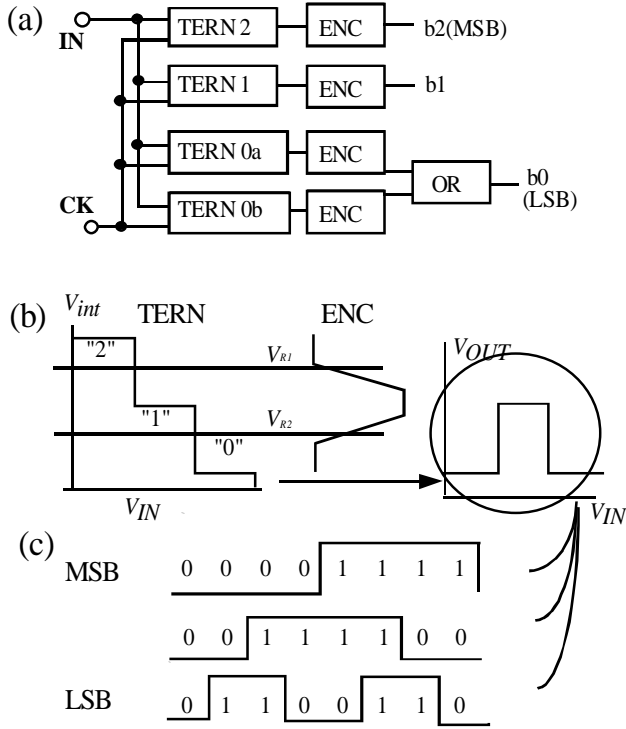 (a)
IN
TERN 2
ENC
b2(MSB)
TERN 1
ENC
b1
TERN 0a
ENC
OR
b0
(LSB)
CK
TERN 0b
ENC
(b)
Vint
TERN
ENC
"2"
VR1
VOUT
"1"
VR2
"0"
VIN
VIN
(c)
MSB
0 0 0 0 1 1 1 1
0 0 1 1 1 1 0 0
LSB
0 1 1 0 0 1 1 0